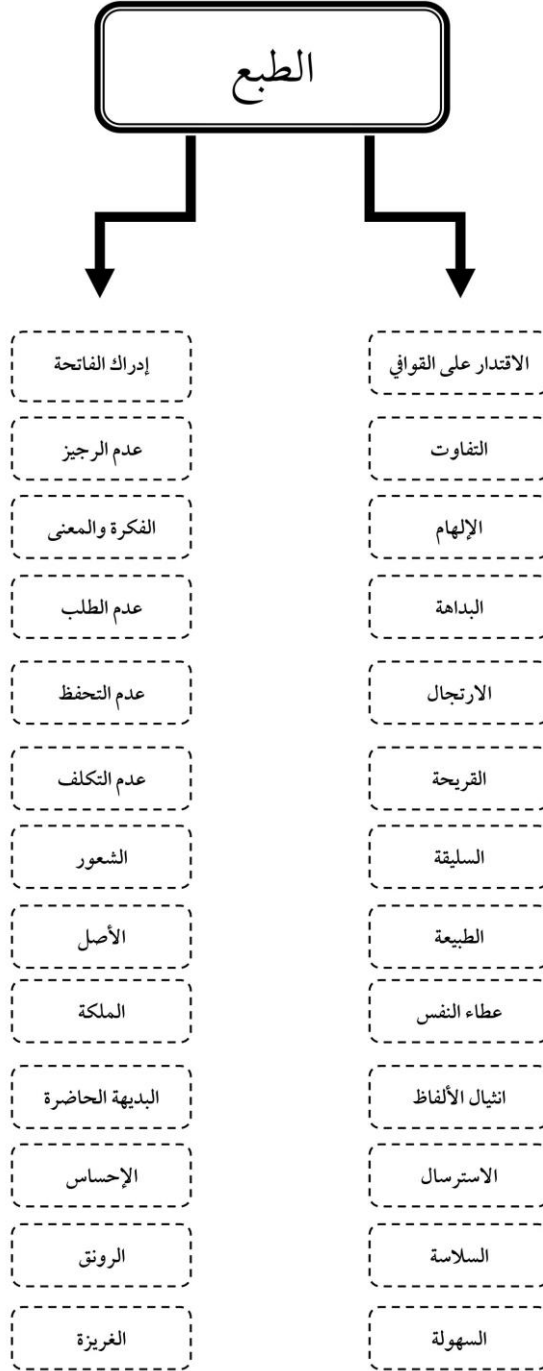 الطبع
الاقتدار على القوافي
التفاوت
الإلهام
البداهة
الارتجال
القريحة
السليقة
الطبيعة
عطاء النفس
انثيال الألفاظ
الاسترسال
السلاسة
السهولة
إدراك الفاتحة
عدم الرجيز
الفكرة والمعنى
عدم الطلب
عدم التحفظ
عدم التكلف
الشعور
الأصل
الملكة
البديهة الحاضرة
الإحساس
الرونق
الغريزة